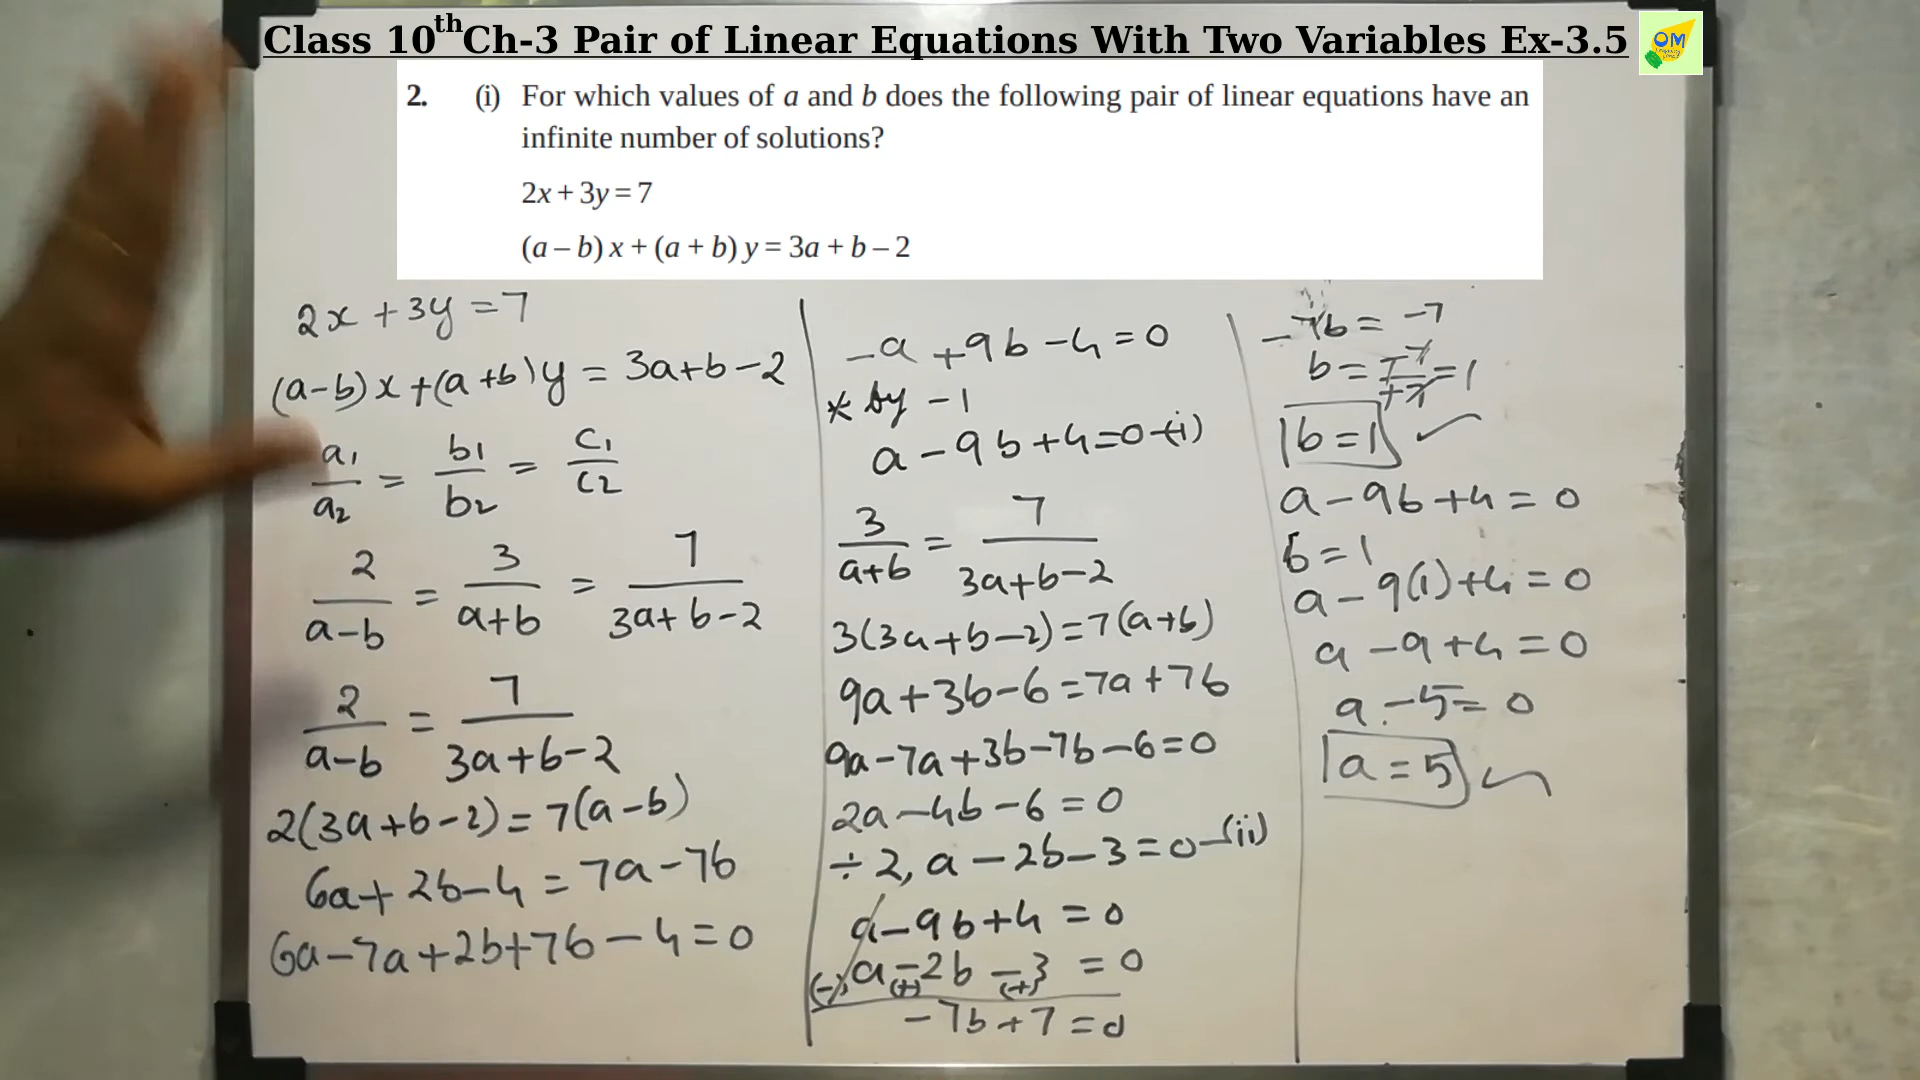 Class 10th Ch-3 Pair of Linear Equations With Two Variables Ex-3.5
OM
2. (i) For which values of a and b does the following pair of linear equations have an
infinite number of solutions?
2x + 3y = 7
(a – b) x + (a + b) y = 3a + b – 2
2x + 3y = 7
(a-b)x + (a+b)y = 3a+b-2
a1/a2 = b1/b2 = c1/c2
2/(a-b) = 3/(a+b) = 7/(3a+b-2)
2/(a-b) = 7/(3a+b-2)
2(3a+b-2) = 7(a-b)
6a+2b-4 = 7a-7b
6a-7a+2b+7b-4=0
-a+9b-4=0
* by -1
a-9b+4=0-(i)
3/(a+b) = 7/(3a+b-2)
3(3a+b-2)=7(a+b)
9a+3b-6=7a+7b
9a-7a+3b-7b-6=0
2a-4b-6=0
÷2, a-2b-3=0-(ii)
a-9b+4=0
a-2b-3=0
(-) (+) (+)
-7b+7=0
-7b=-7
b=-7/+7=1
b=1
a-9b+4=0
b=1
a-9(1)+4=0
a-9+4=0
a-5=0
a=5